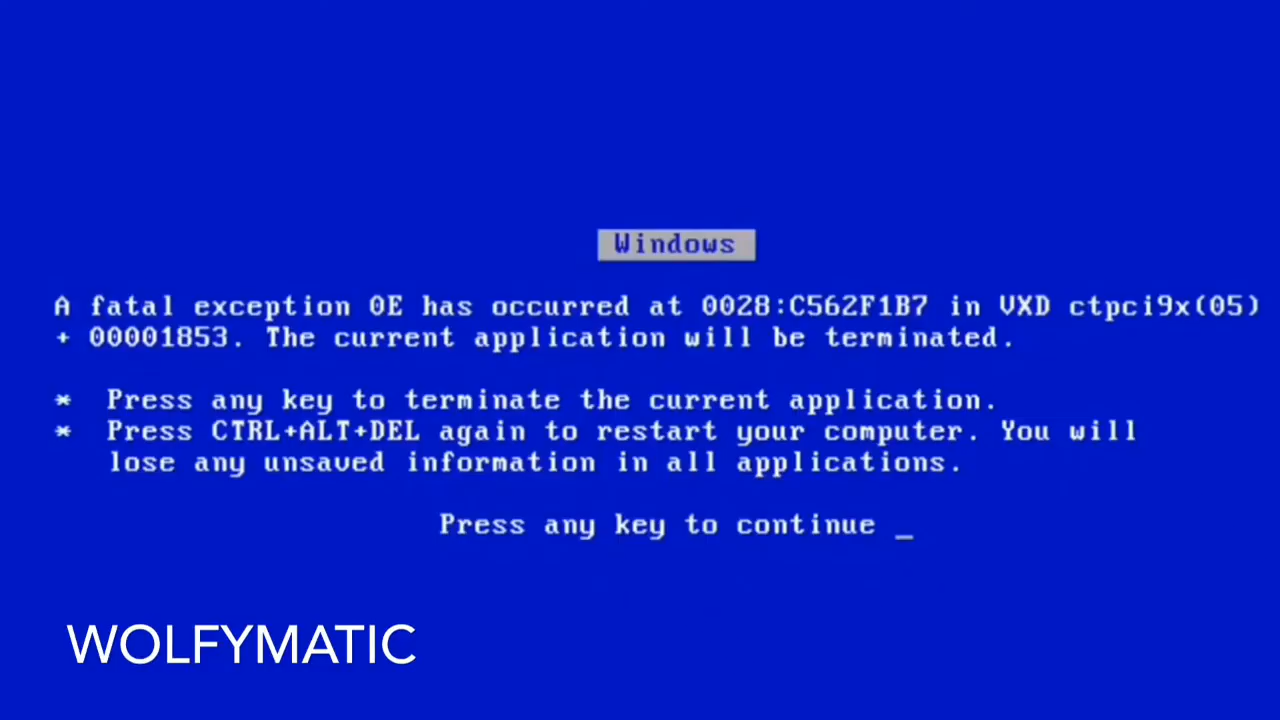 Windows
A fatal exception 0E has occurred at 0028:C562F1B7 in VXD ctpci9x(05)
+ 00001853. The current application will be terminated.
* Press any key to terminate the current application.
* Press CTRL+ALT+DEL again to restart your computer. You will
lose any unsaved information in all applications.
Press any key to continue _
WOLFYMATIC